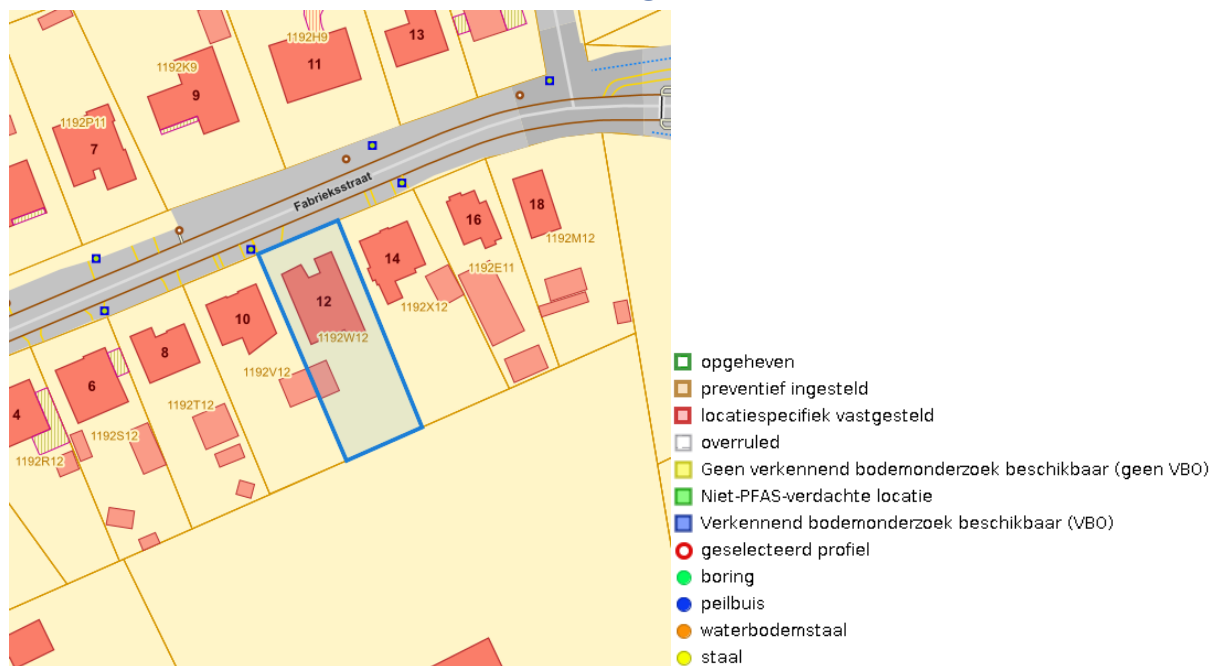 1192H9
13
11
1192K9
9
1192P11
7
Fabrieksstraat
16
18
1192M12
14
1192E11
1192X12
12
1192W12
10
1192V12
8
6
1192T12
4
1192S12
1192R12
opgeheven
preventief ingesteld
locatiespecifiek vastgesteld
overruled
Geen verkennend bodemonderzoek beschikbaar (geen VBO)
Niet-PFAS-verdachte locatie
Verkennend bodemonderzoek beschikbaar (VBO)
geselecteerd profiel
boring
peilbuis
waterbodemstaal
staal